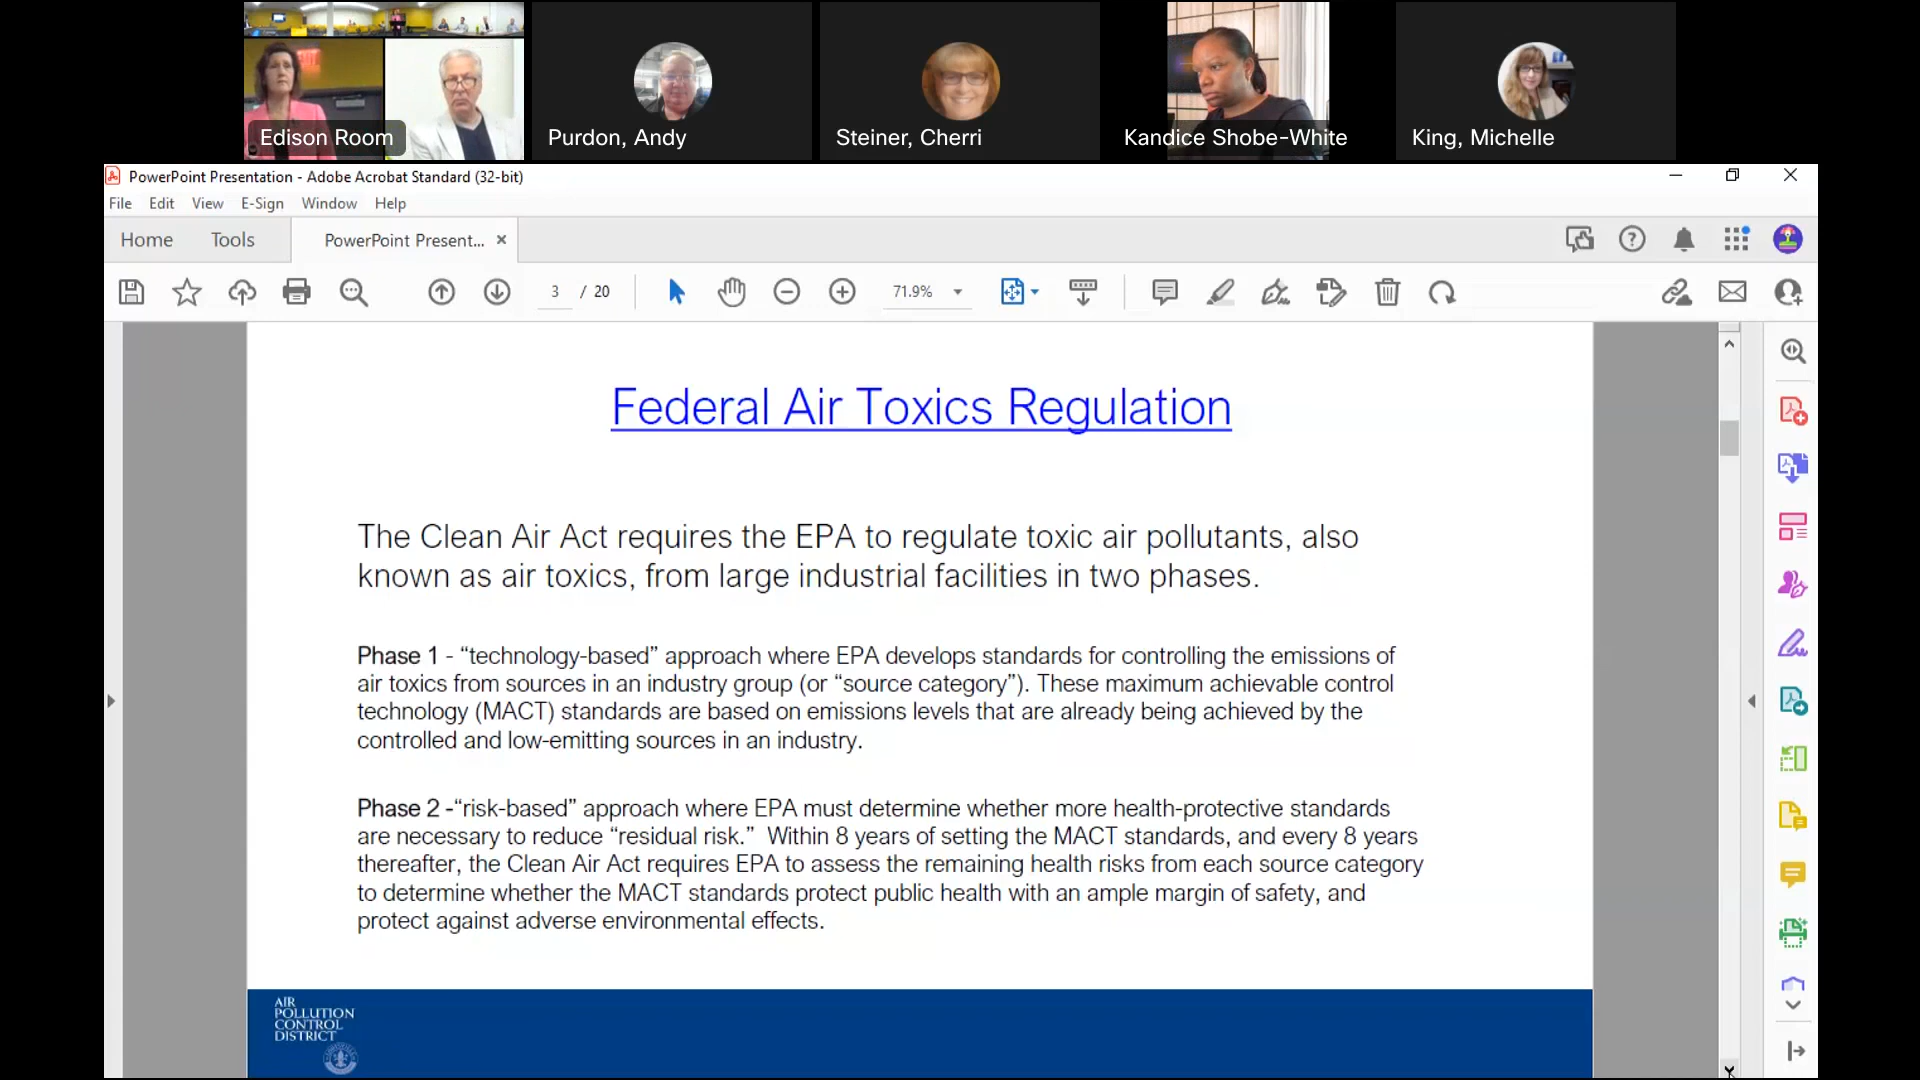 Edison Room
Purdon, Andy
Steiner, Cherri
Kandice Shobe-White
King, Michelle
PowerPoint Presentation - Adobe Acrobat Standard (32-bit)
File Edit View E-Sign Window Help
Home Tools PowerPoint Present...
3 / 20 71.9%
Federal Air Toxics Regulation
The Clean Air Act requires the EPA to regulate toxic air pollutants, also
known as air toxics, from large industrial facilities in two phases.
Phase 1 - “technology-based” approach where EPA develops standards for controlling the emissions of
air toxics from sources in an industry group (or “source category”). These maximum achievable control
technology (MACT) standards are based on emissions levels that are already being achieved by the
controlled and low-emitting sources in an industry.
Phase 2 -“risk-based” approach where EPA must determine whether more health-protective standards
are necessary to reduce “residual risk.” Within 8 years of setting the MACT standards, and every 8 years
thereafter, the Clean Air Act requires EPA to assess the remaining health risks from each source category
to determine whether the MACT standards protect public health with an ample margin of safety, and
protect against adverse environmental effects.
AIR
POLLUTION
CONTROL
DISTRICT